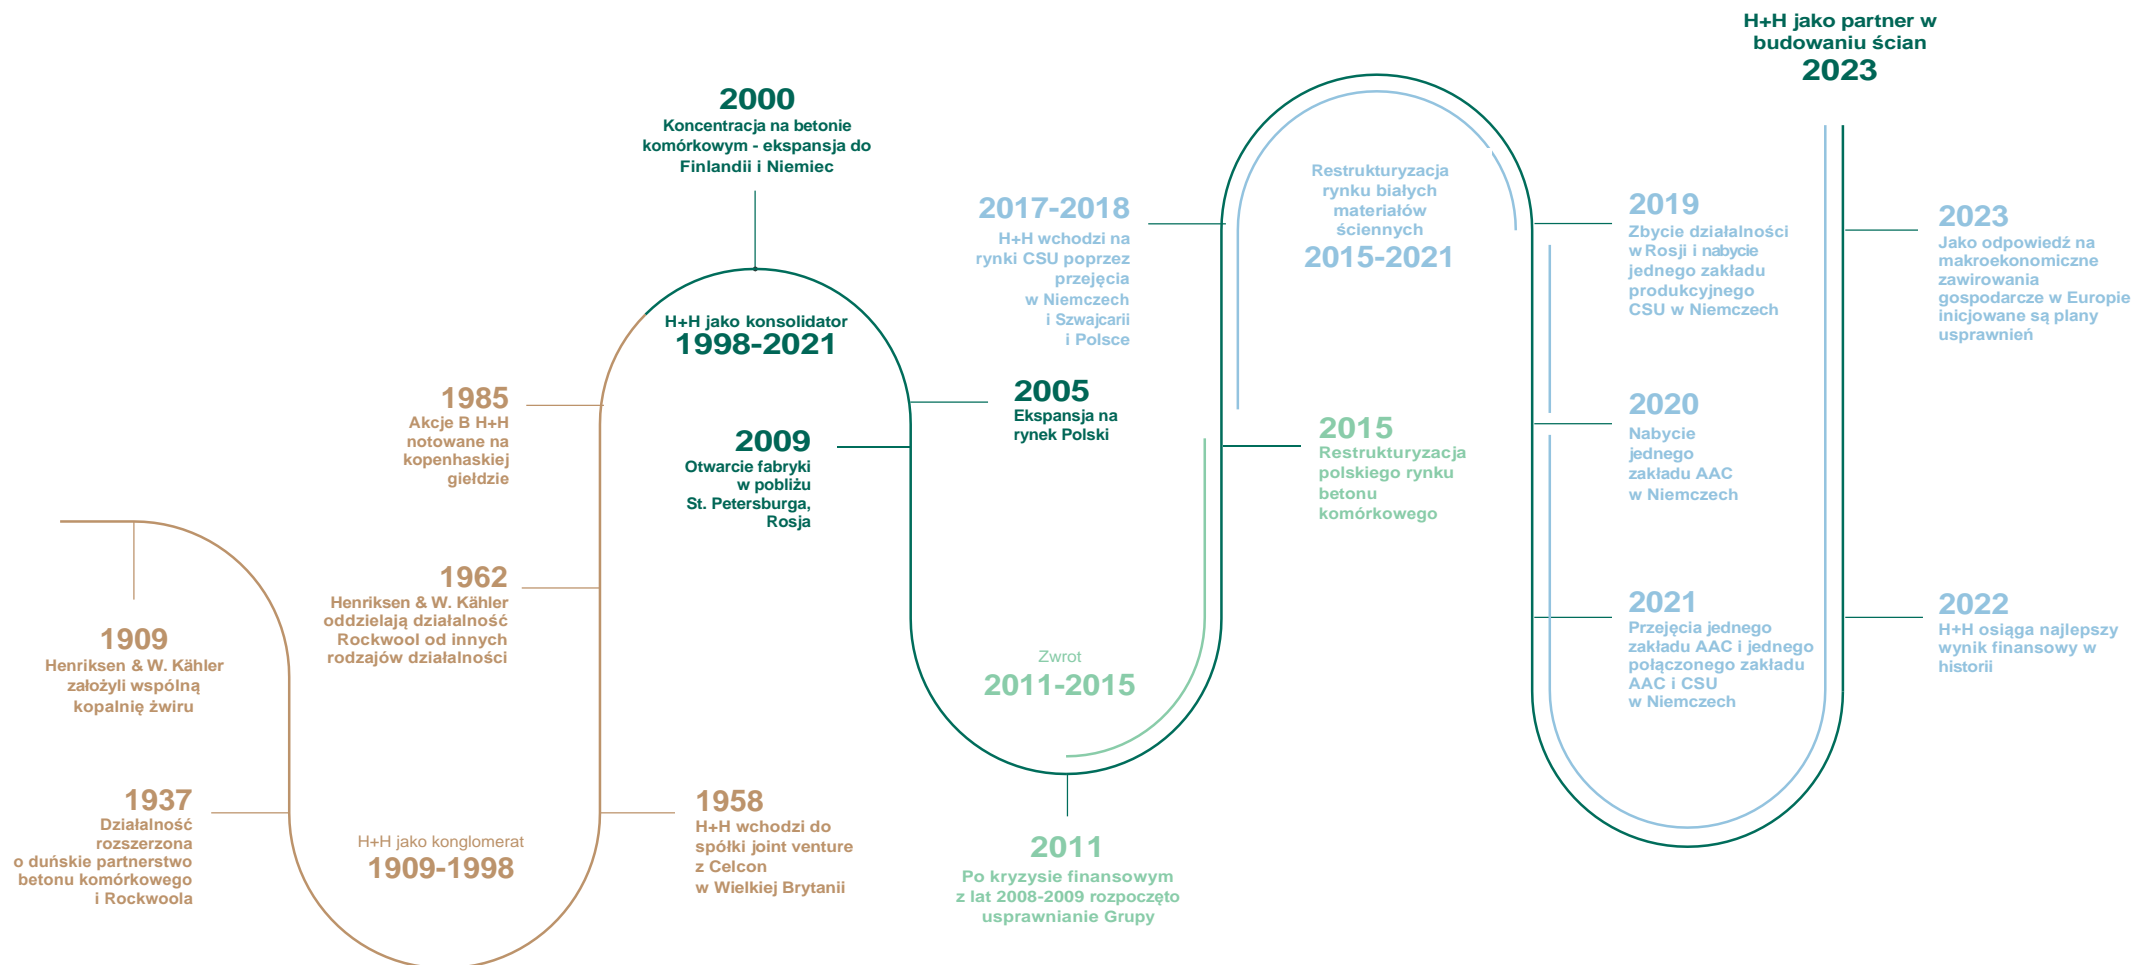 1909
Henriksen & W. Kähler
założyli wspólną
kopalnię żwiru
1937
Działalność
rozszerzona
o duńskie partnerstwo
betonu komórkowego
i Rockwoola
H+H jako konglomerat
1909-1998
1958
H+H wchodzi do
spółki joint venture
z Celcon
w Wielkiej Brytanii
1962
Henriksen & W. Kähler
oddzielają działalność
Rockwool od innych
rodzajów działalności
1985
Akcje B H+H
notowane na
kopenhaskiej
giełdzie
2000
Koncentracja na betonie
komórkowym - ekspansja do
Finlandii i Niemiec
H+H jako konsolidator
1998-2021
2005
Ekspansja na
rynek Polski
2009
Otwarcie fabryki
w pobliżu
St. Petersburga,
Rosja
Zwrot
2011-2015
2011
Po kryzysie finansowym
z lat 2008-2009 rozpoczęto
usprawnianie Grupy
2015
Restrukturyzacja
polskiego rynku
betonu
komórkowego
2017-2018
H+H wchodzi na
rynki CSU poprzez
przejęcia
w Niemczech
i Szwajcarii
i Polsce
Restrukturyzacja
rynku białych
materiałów
ściennych
2015-2021
2019
Zbycie działalności
w Rosji i nabycie
jednego zakładu
produkcyjnego
CSU w Niemczech
2020
Nabycie
jednego
zakładu AAC
w Niemczech
2021
Przejęcia jednego
zakładu AAC i jednego
połączonego zakładu
AAC i CSU
w Niemczech
2022
H+H osiąga najlepszy
wynik finansowy w
historii
2023
Jako odpowiedź na
makroekonomiczne
zawirowania
gospodarcze w Europie
inicjowane są plany
usprawnień
H+H jako partner w
budowaniu ścian
2023